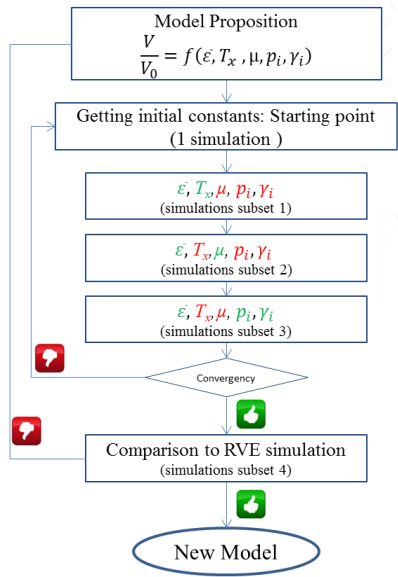 Model Proposition
V/V₀ = f(ε̇, Tₓ , μ, pᵢ, γᵢ)
Getting initial constants: Starting point
(1 simulation )
ε̇, Tₓ, μ, pᵢ, γᵢ
(simulations subset 1)
ε̇, Tₓ, μ, pᵢ, γᵢ
(simulations subset 2)
ε̇, Tₓ, μ, pᵢ, γᵢ
(simulations subset 3)
Convergency
Comparison to RVE simulation
(simulations subset 4)
New Model